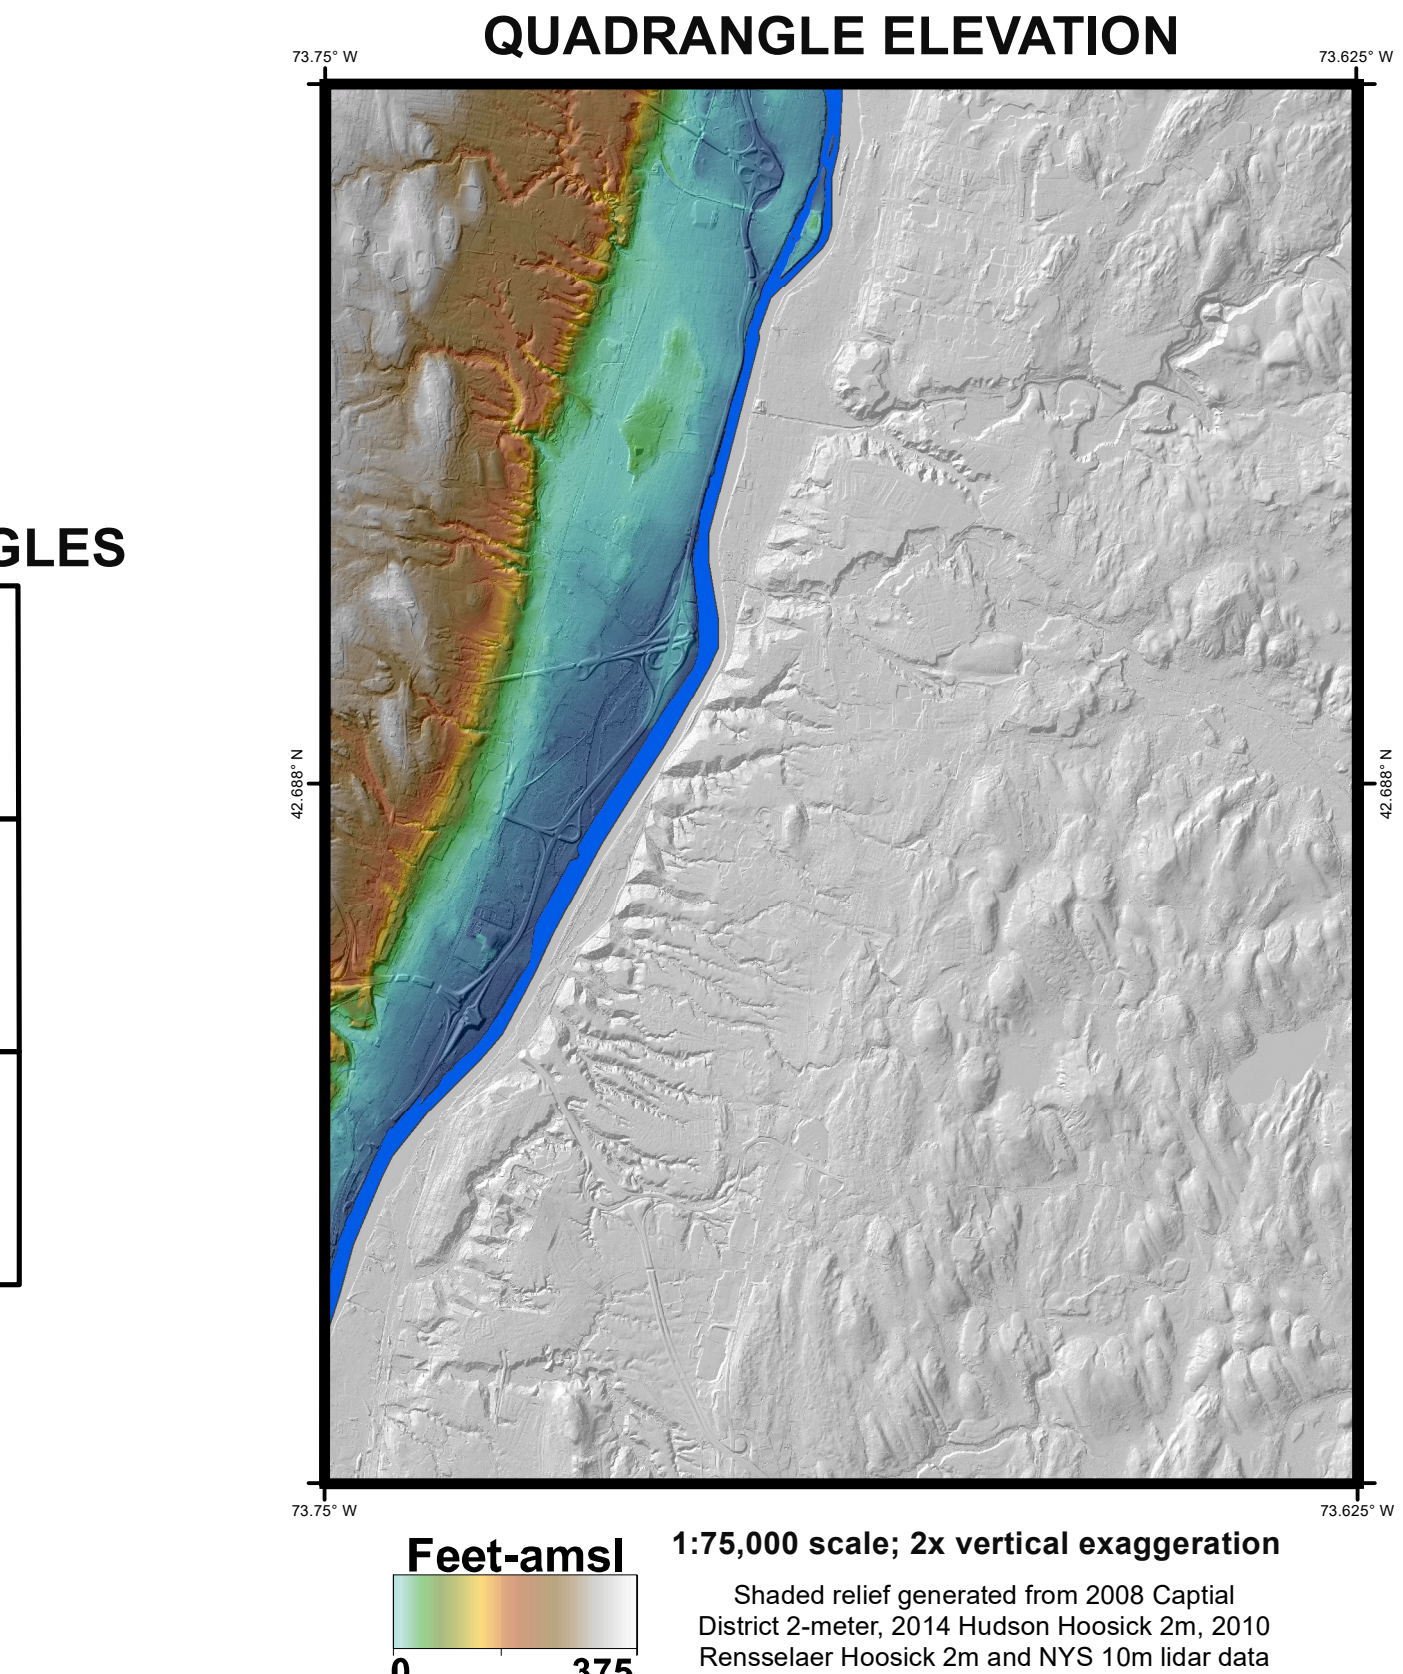 QUADRANGLE ELEVATION
73.75° W
73.625° W
GLES
42.688° N
42.688° N
73.75° W
73.625° W
Feet-amsl
0
375
1:75,000 scale; 2x vertical exaggeration
Shaded relief generated from 2008 Captial
District 2-meter, 2014 Hudson Hoosick 2m, 2010
Rensselaer Hoosick 2m and NYS 10m lidar data